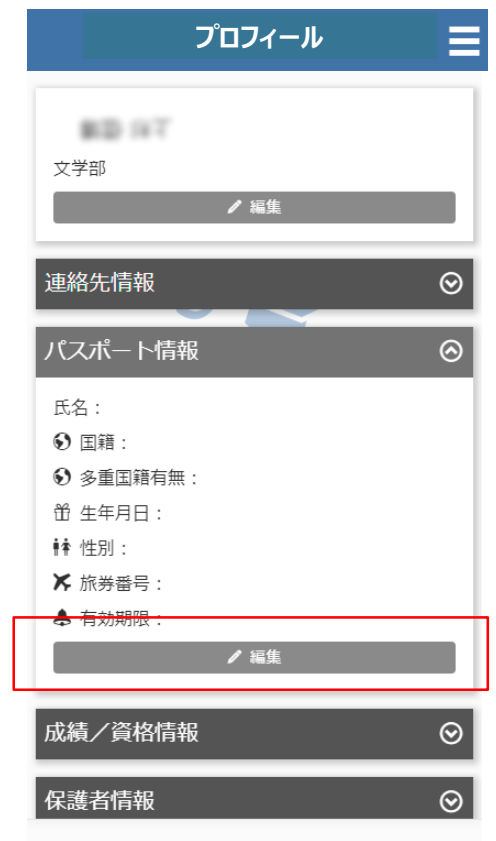 プロフィール
文学部
編集
連絡先情報
パスポート情報
氏名：
国籍：
多重国籍有無：
生年月日：
性別：
旅券番号：
有効期限：
編集
成績／資格情報
保護者情報